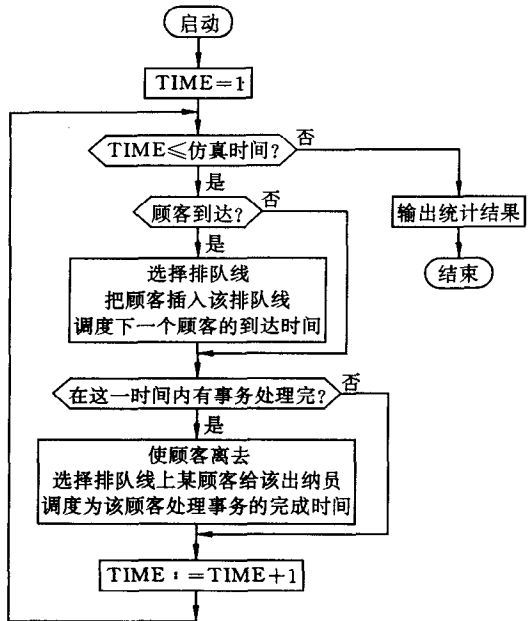 启动
TIME=1
TIME≤仿真时间?
否
是
顾客到达?
否
输出统计结果
是
结束
选择排队线
把顾客插入该排队线
调度下一个顾客的到达时间
在这一时间内有事务处理完?
否
是
使顾客离去
选择排队线上某顾客给该出纳员
调度为该顾客处理事务的完成时间
TIME:=TIME+1